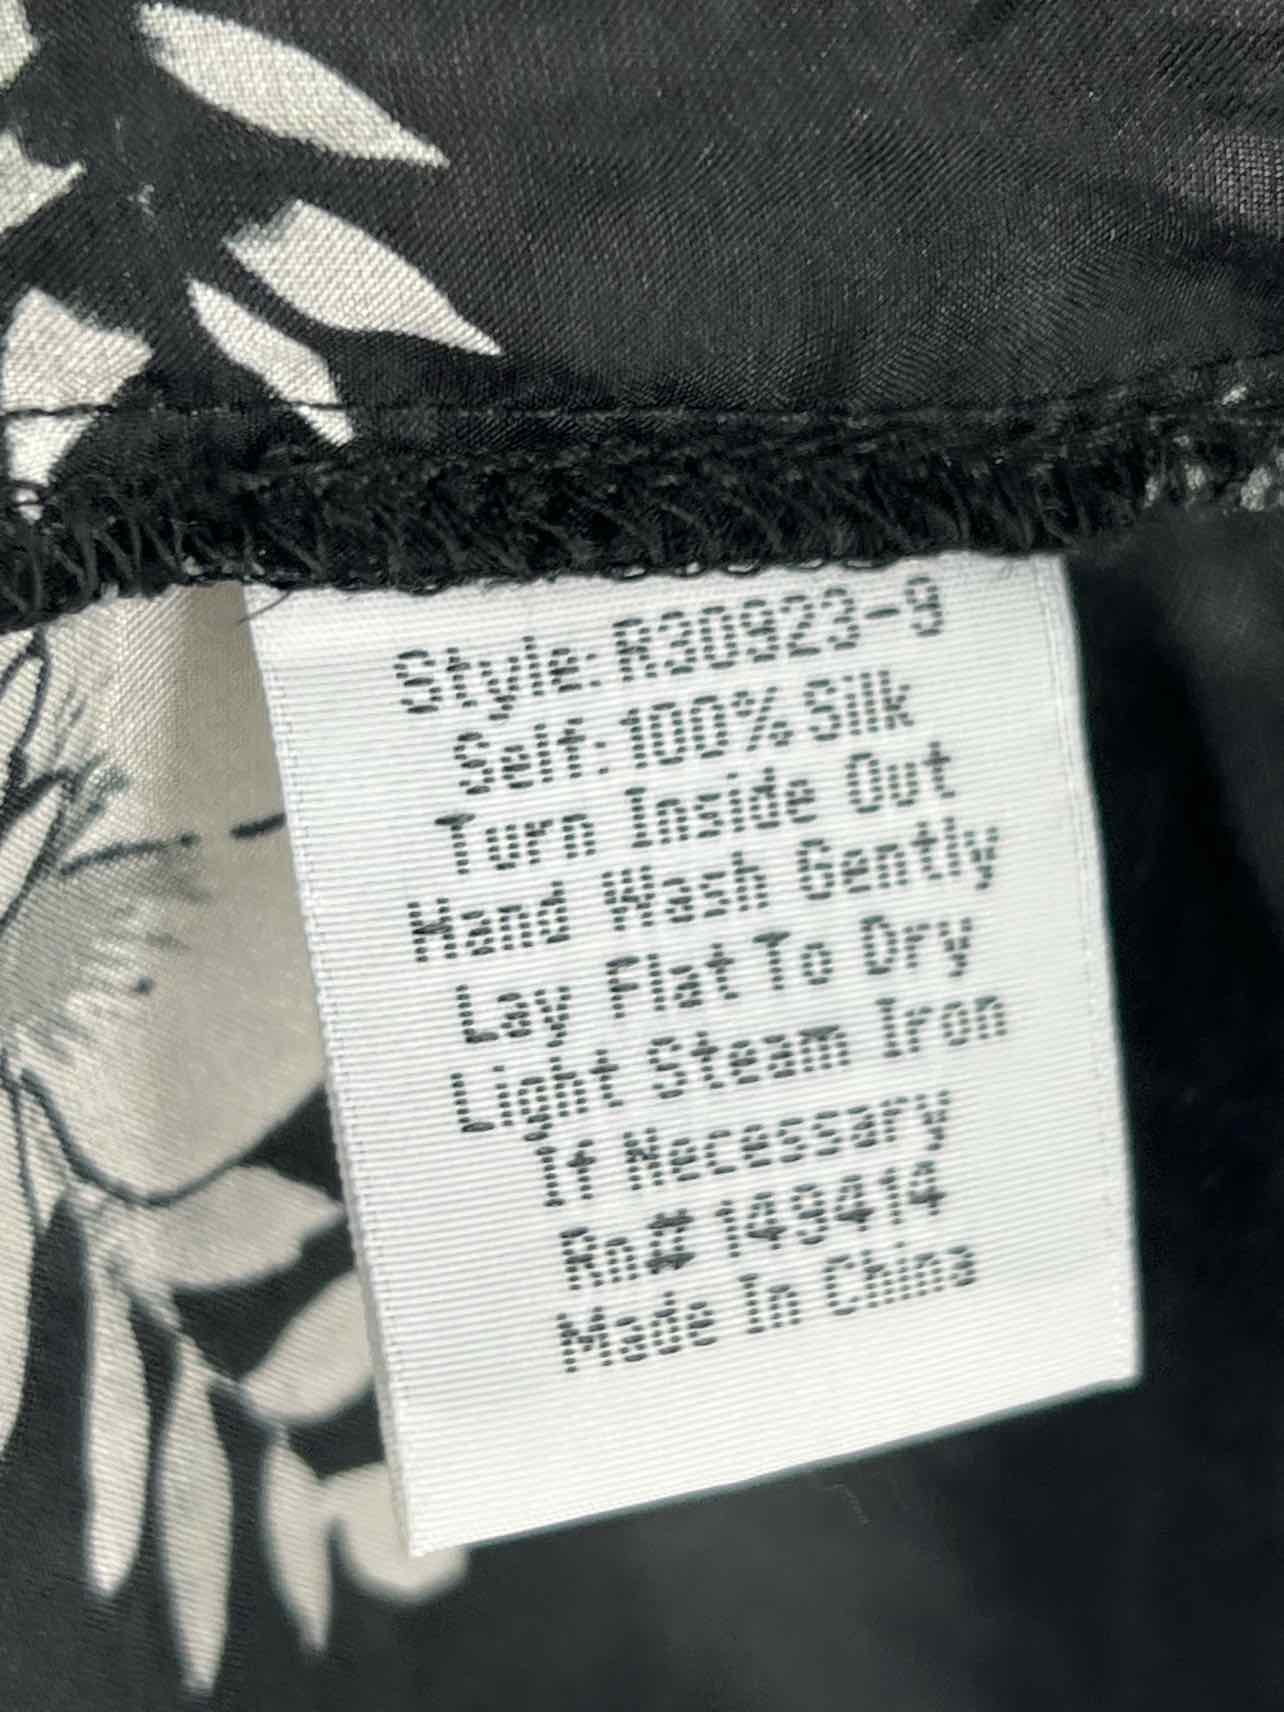 Style: R30923-9
Self: 100% Silk
Turn Inside Out
Hand Wash Gently
Lay Flat To Dry
Light Steam Iron
If Necessary
Rn# 149414
Made In China